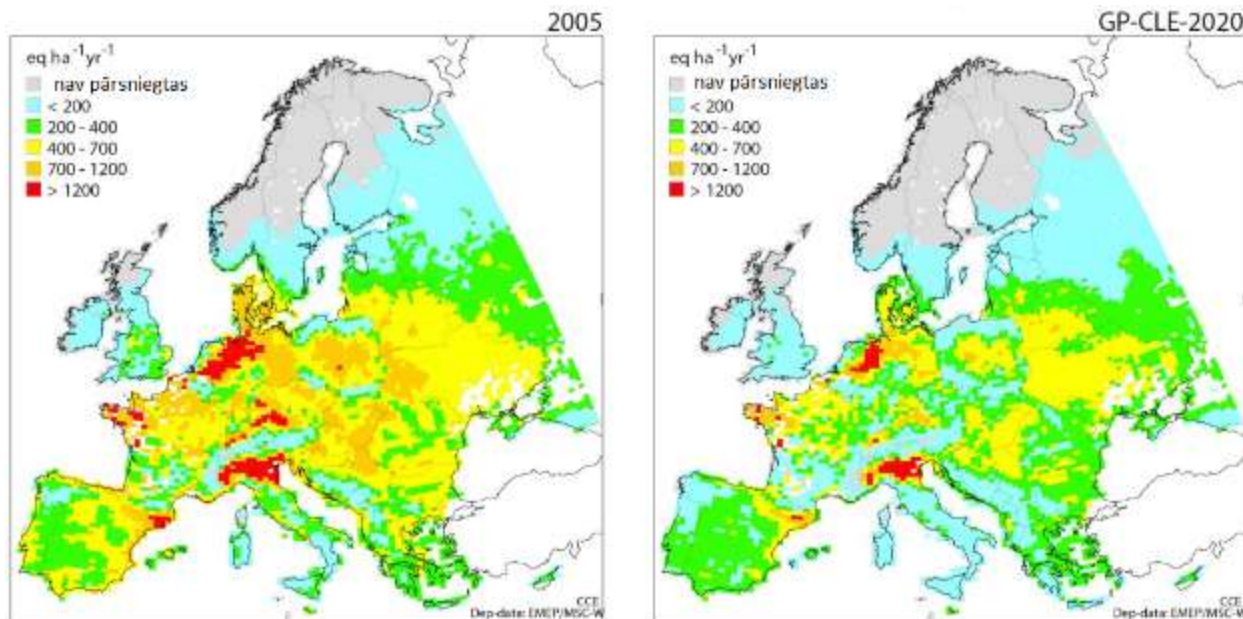 2005
eq ha⁻¹yr⁻¹
nav pārsniegtas
< 200
200 - 400
400 - 700
700 - 1200
> 1200
CCE
Dep-data: EMEP/MSC-W
GP-CLE-2020
eq ha⁻¹yr⁻¹
nav pārsniegtas
< 200
200 - 400
400 - 700
700 - 1200
> 1200
CCE
Dep-data: EMEP/MSC-W